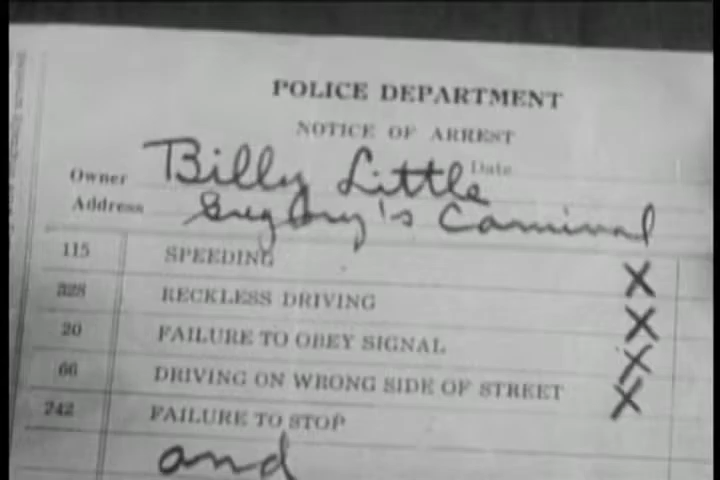 POLICE DEPARTMENT
NOTICE OF ARREST
Owner Billy Little Date
Address Gregory's Carnival
115 SPEEDING X
328 RECKLESS DRIVING X
20 FAILURE TO OBEY SIGNAL X
66 DRIVING ON WRONG SIDE OF STREET X
242 FAILURE TO STOP
and